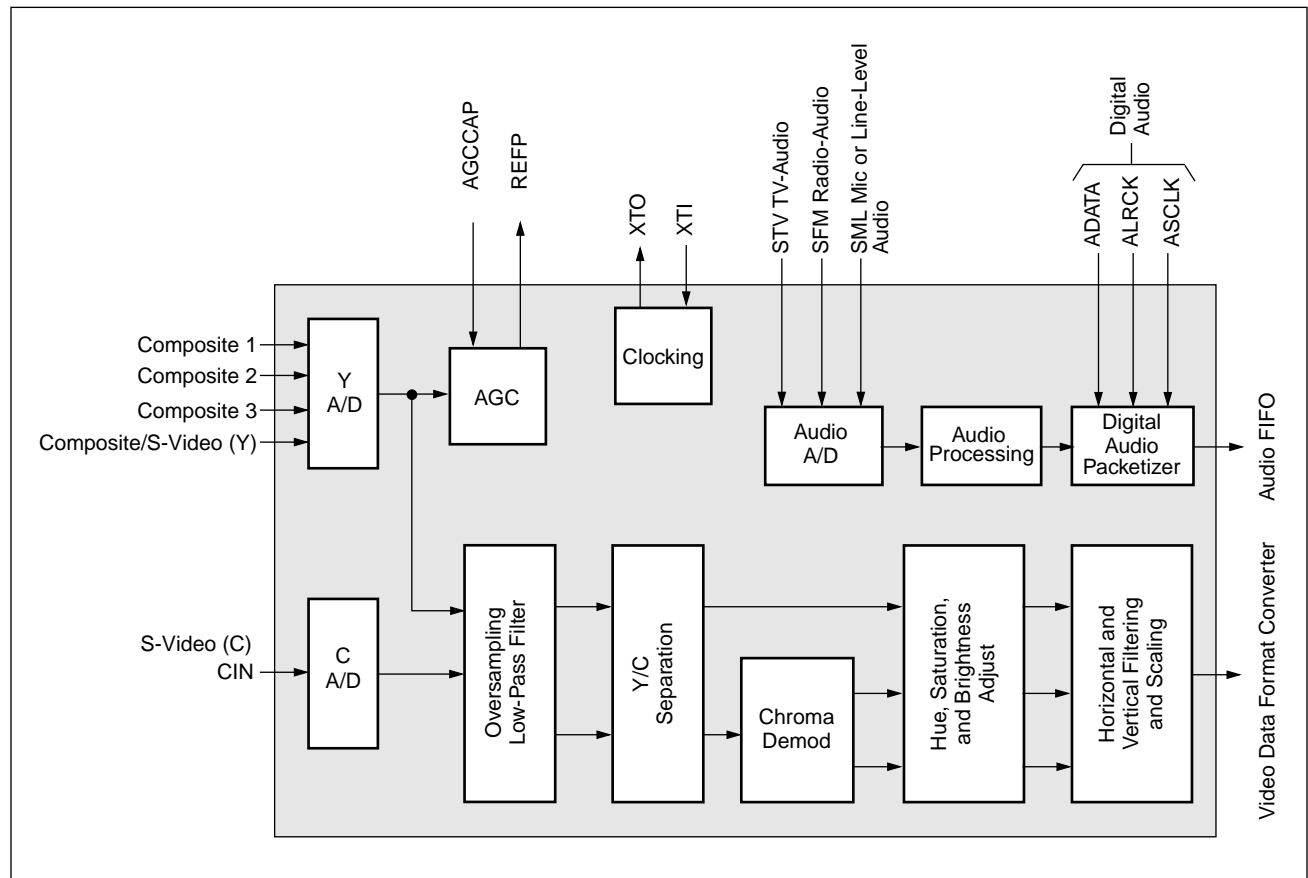 Digital
Audio
AGCCAP
REFP
XTO
XTI
STV TV-Audio
SFM Radio-Audio
SML Mic or Line-Level
Audio
ADATA
ALRCK
ASCLK
Composite 1
Composite 2
Composite 3
Composite/S-Video (Y)
Y
A/D
AGC
Clocking
Audio
A/D
Audio
Processing
Digital
Audio
Packetizer
Audio FIFO
S-Video (C)
CIN
C
A/D
Oversampling
Low-Pass Filter
Y/C
Separation
Chroma
Demod
Hue, Saturation,
and Brightness
Adjust
Horizontal and
Vertical Filtering
and Scaling
Video Data Format Converter